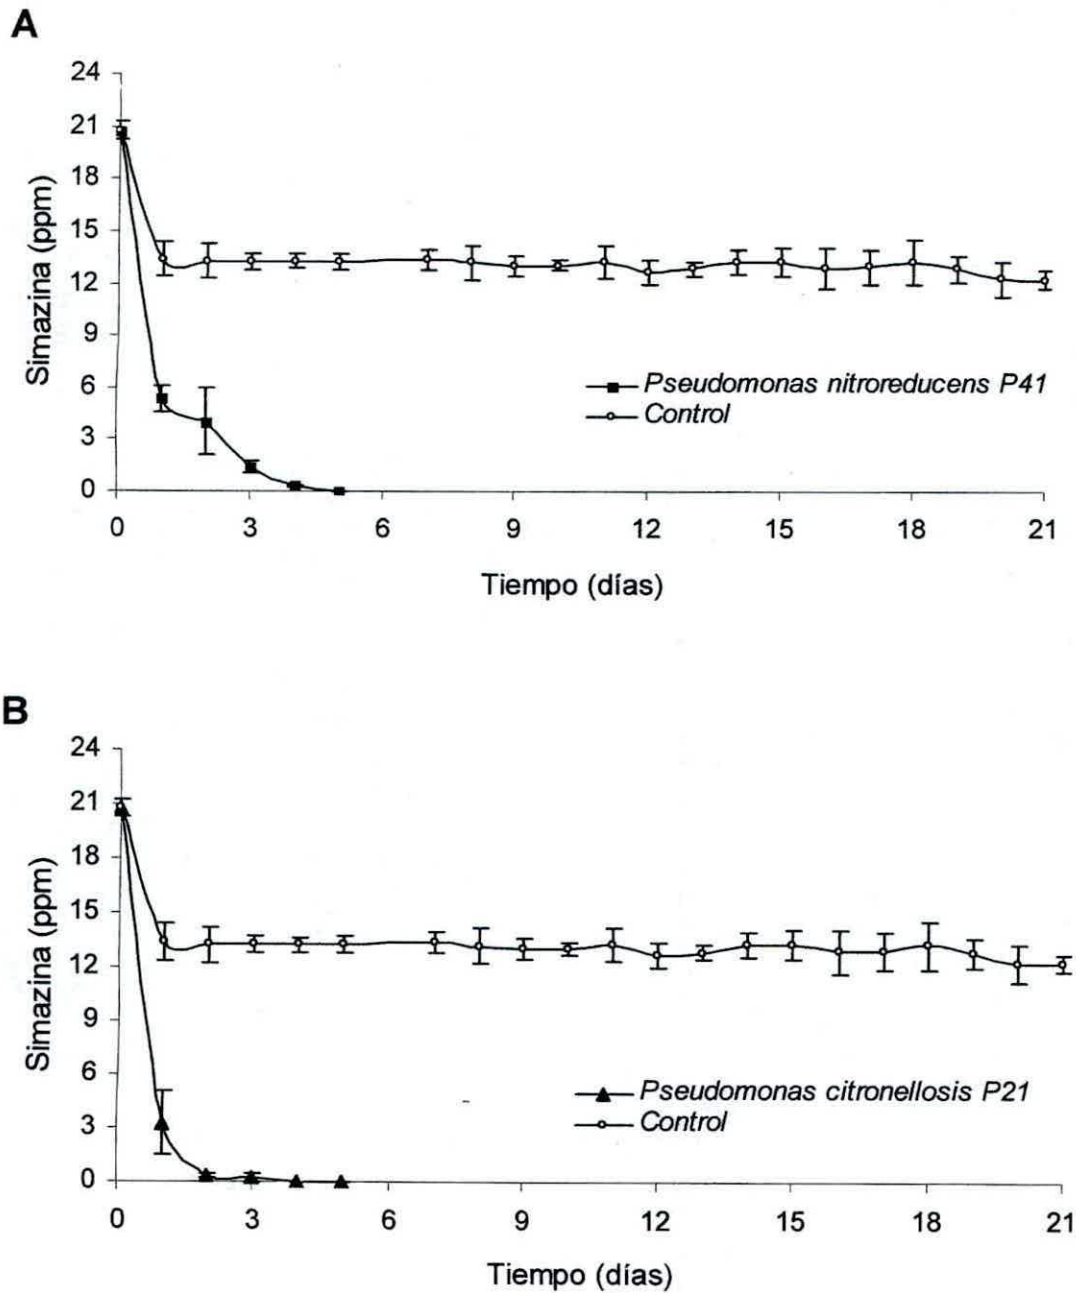 A
24
21
18
15
12
9
6
3
0
Simazina (ppm)
Pseudomonas nitroreducens P41
Control
0 3 6 9 12 15 18 21
Tiempo (días)
B
24
21
18
15
12
9
6
3
0
Simazina (ppm)
Pseudomonas citronellosis P21
Control
0 3 6 9 12 15 18 21
Tiempo (días)